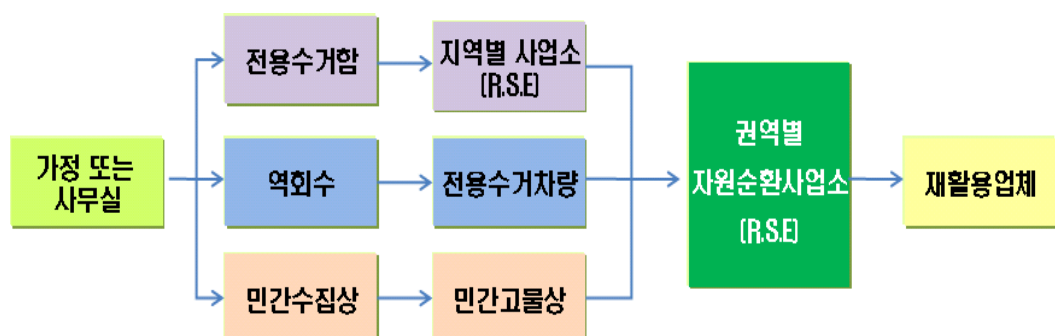 가정 또는
사무실
전용수거함
지역별 사업소
(R.S.E)
역회수
전용수거차량
민간수집상
민간고물상
권역별
자원순환사업소
(R.S.E)
재활용업체